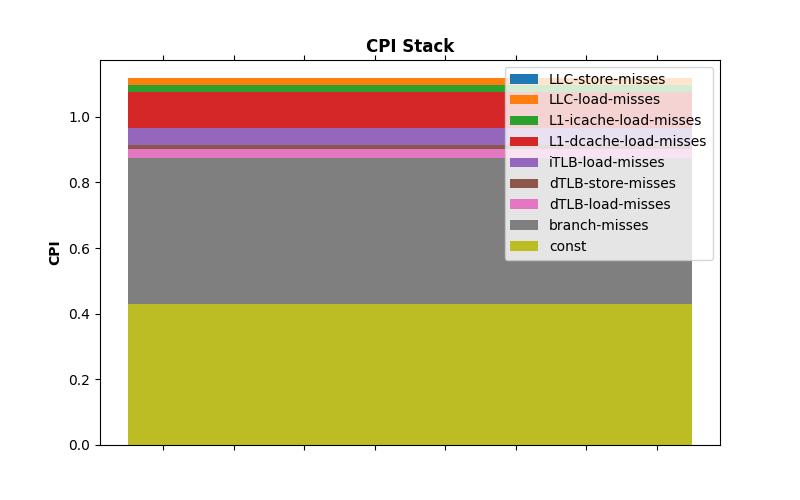 CPI Stack
CPI
1.0
0.8
0.6
0.4
0.2
0.0
LLC-store-misses
LLC-load-misses
L1-icache-load-misses
L1-dcache-load-misses
iTLB-load-misses
dTLB-store-misses
dTLB-load-misses
branch-misses
const